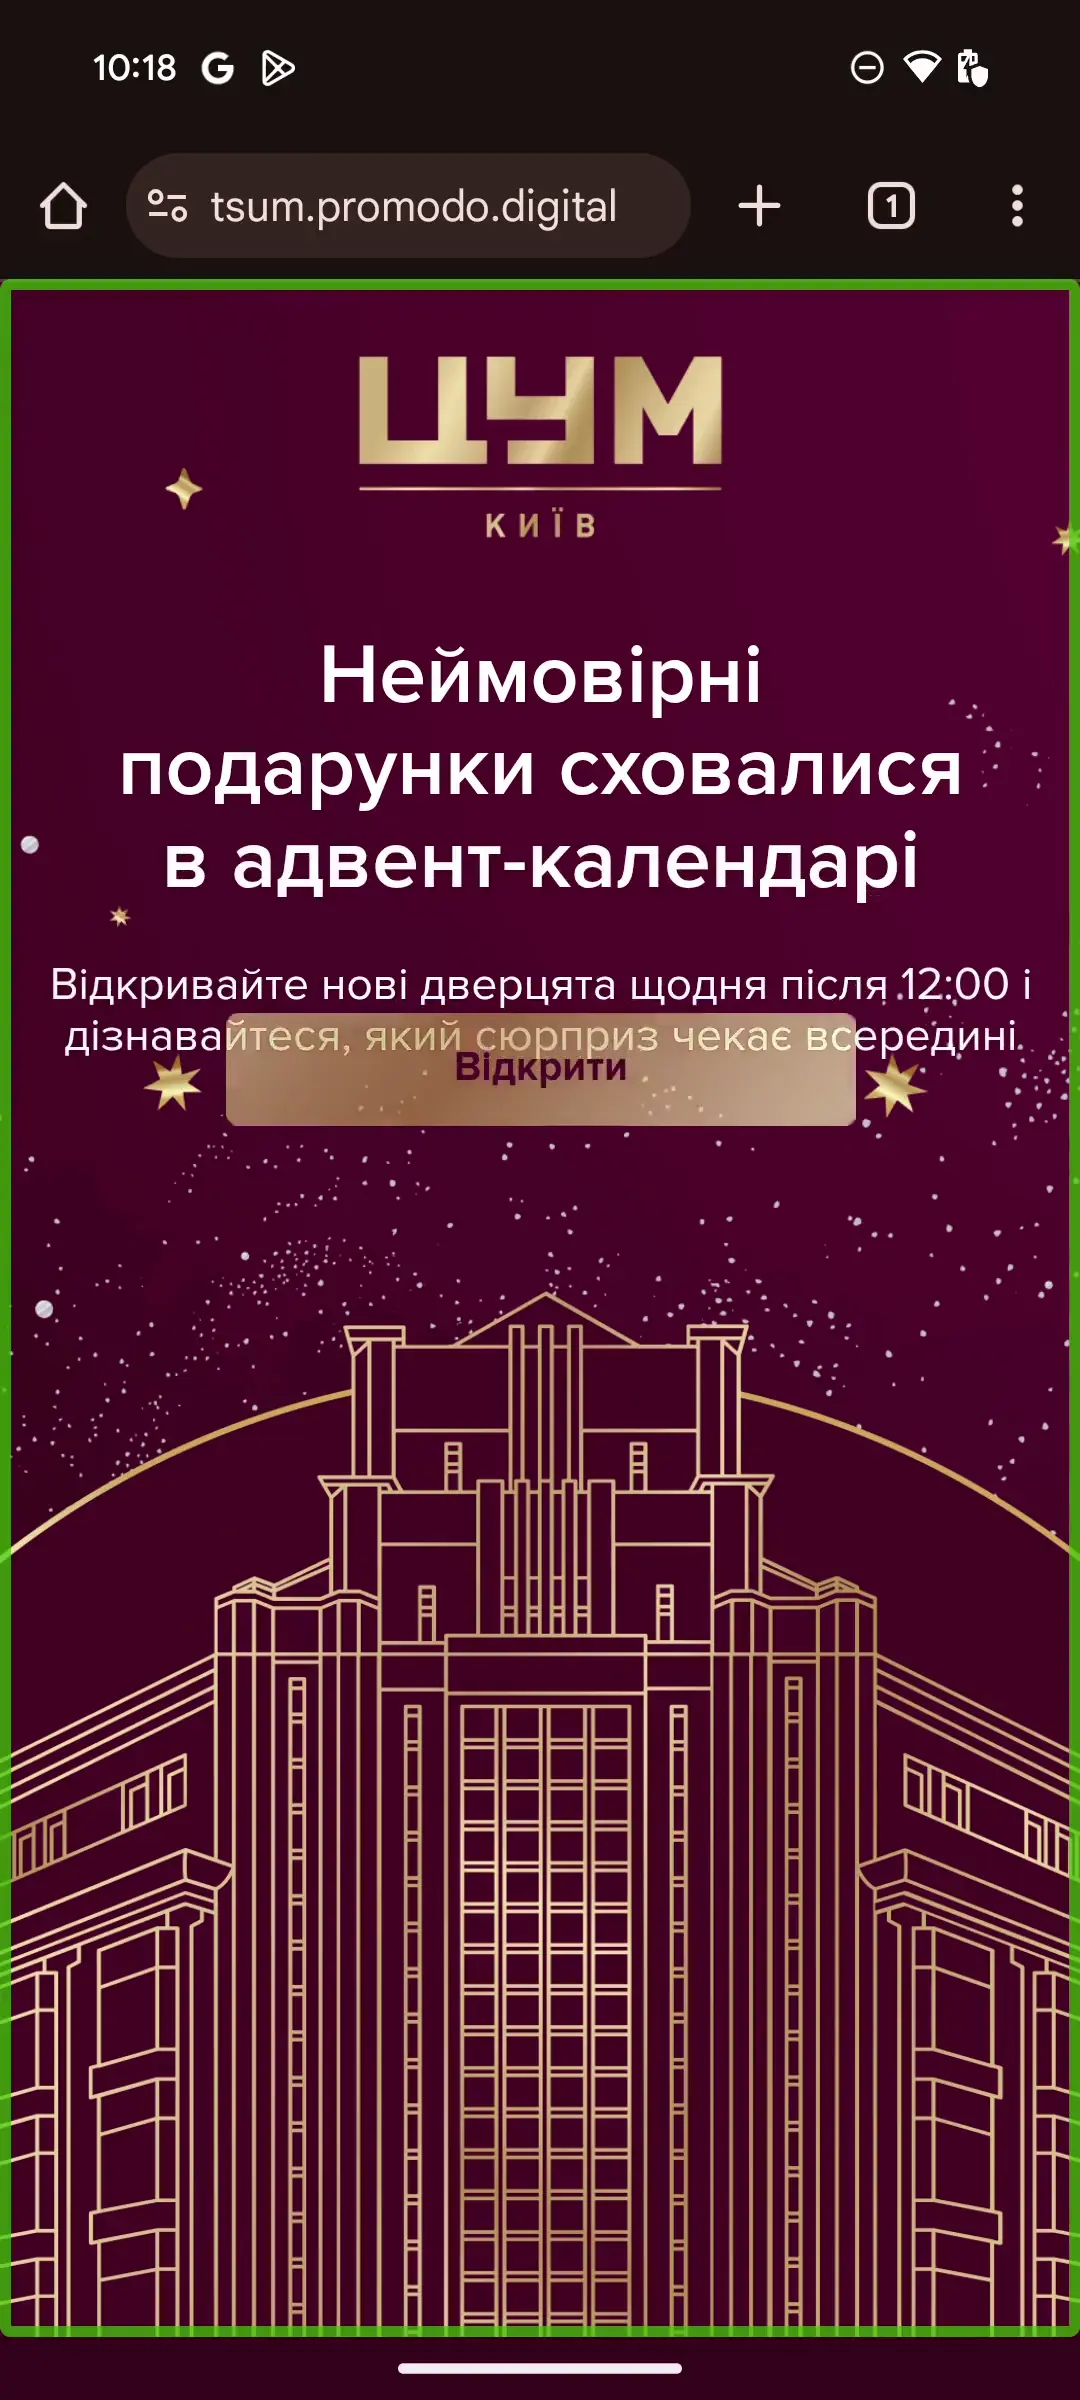 10:18
tsum.promodo.digital
1
ЦУМ
КИЇВ
Неймовірні
подарунки сховалися
в адвент-календарі
Відкривайте нові дверцята щодня після 12:00 і
дізнавайтеся, який сюрприз чекає всередині.
Відкрити